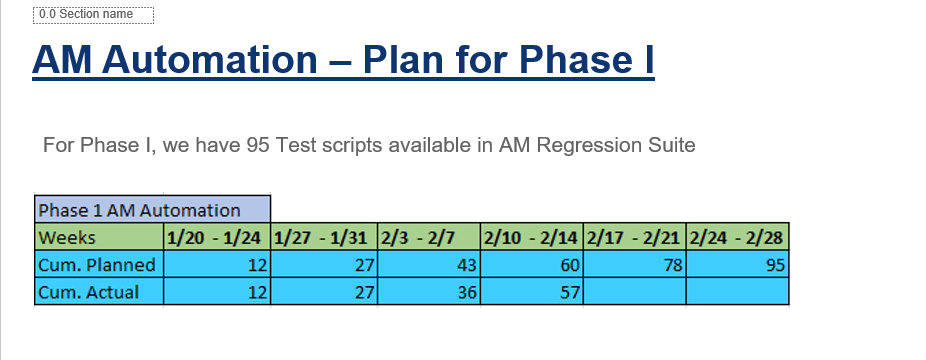 0.0 Section name
AM Automation – Plan for Phase I
For Phase I, we have 95 Test scripts available in AM Regression Suite
Phase 1 AM Automation
Weeks 1/20 - 1/24 1/27 - 1/31 2/3 - 2/7 2/10 - 2/14 2/17 - 2/21 2/24 - 2/28
Cum. Planned 12 27 43 60 78 95
Cum. Actual 12 27 36 57